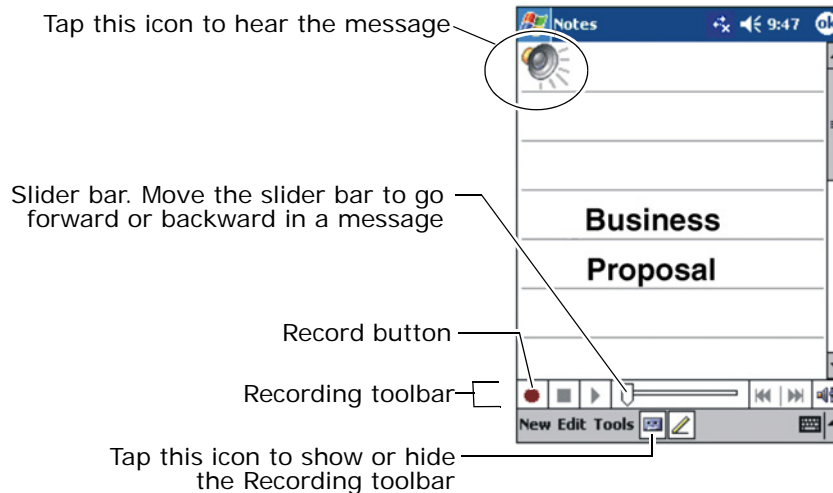 Tap this icon to hear the message
Notes 9:47 ok
Slider bar. Move the slider bar to go
forward or backward in a message
Business
Proposal
Record button
Recording toolbar
New Edit Tools
Tap this icon to show or hide
the Recording toolbar